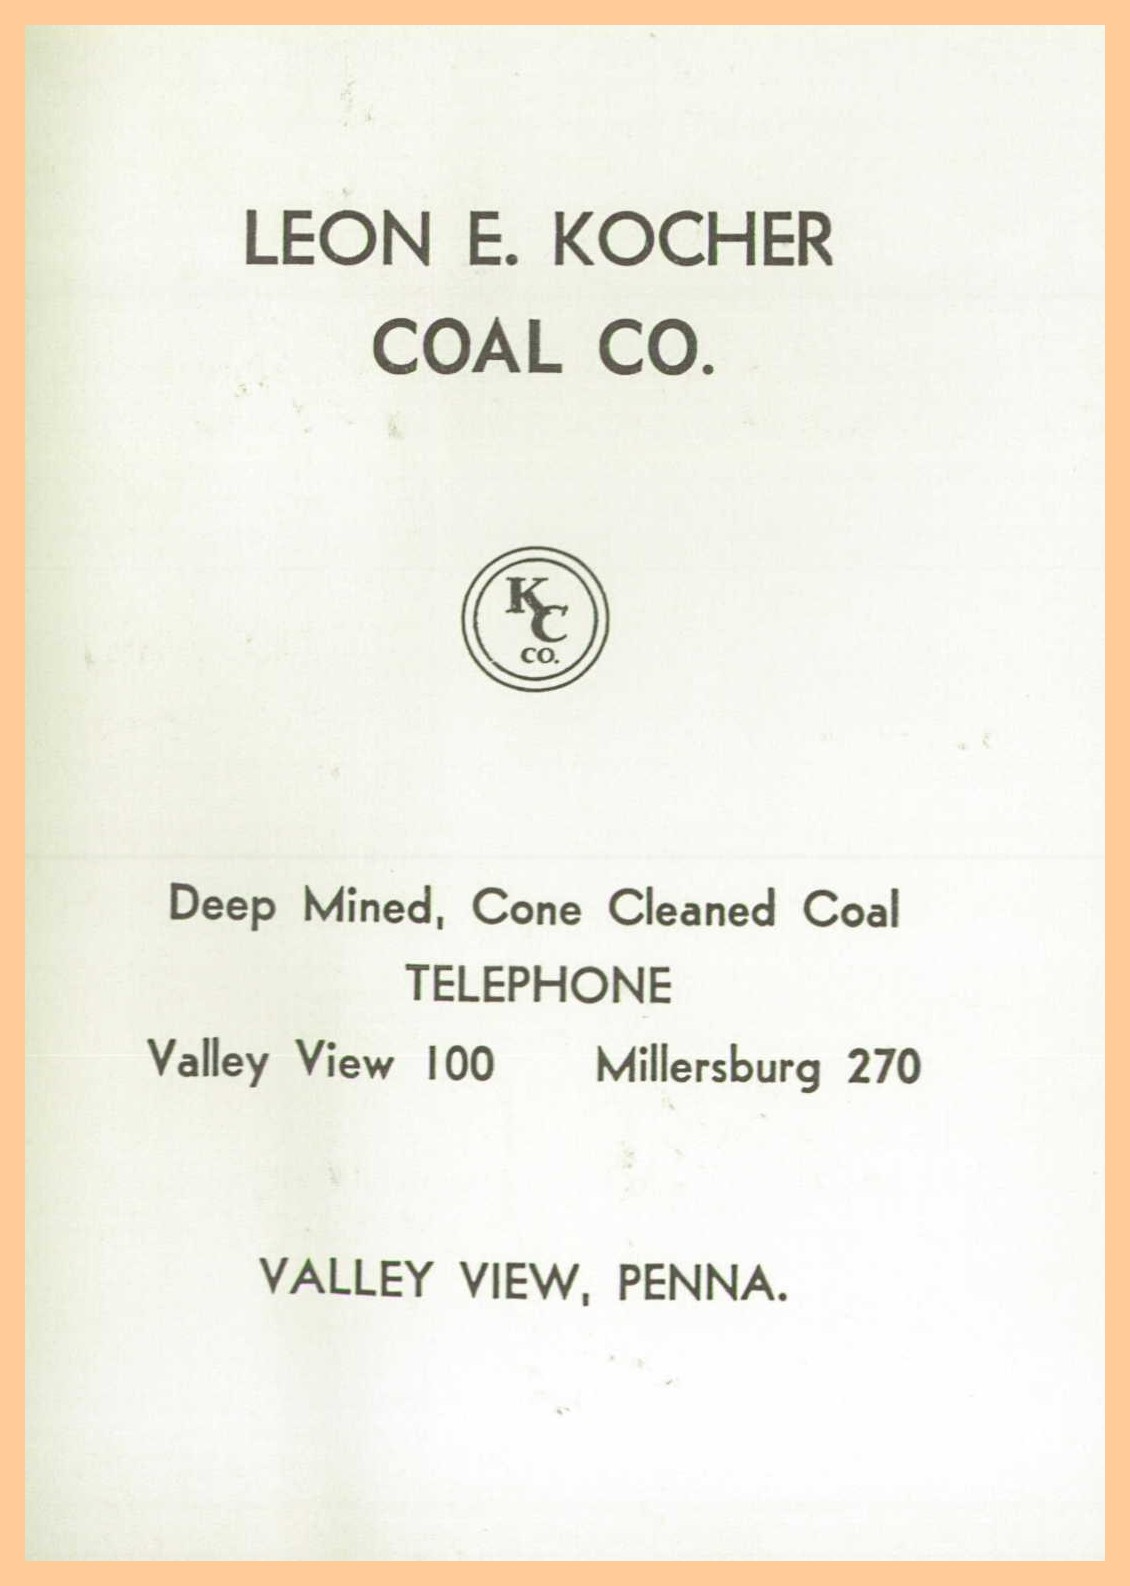 LEON E. KOCHER
COAL CO.
KC
CO.
Deep Mined, Cone Cleaned Coal
TELEPHONE
Valley View 100 Millersburg 270
VALLEY VIEW, PENNA.